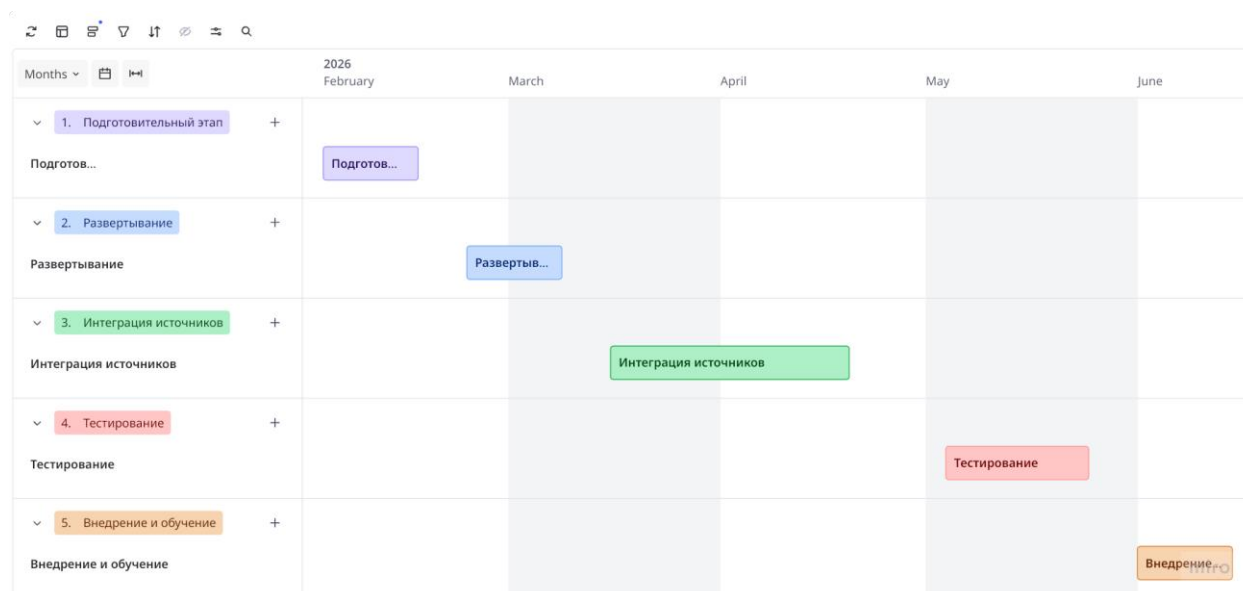 2026
Months
February
March
April
May
June
1. Подготовительный этап
Подготов...
Подготов...
2. Развертывание
Развертывание
Развертыв...
3. Интеграция источников
Интеграция источников
Интеграция источников
4. Тестирование
Тестирование
Тестирование
5. Внедрение и обучение
Внедрение и обучение
Внедрение...
miro